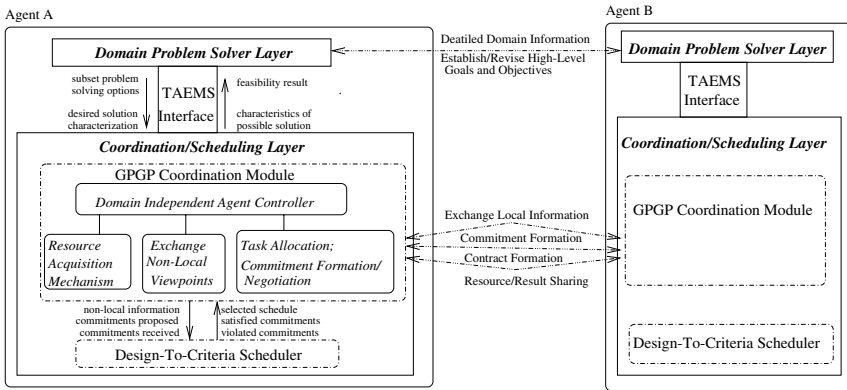 Agent A
Agent B
Domain Problem Solver Layer
Deatiled Domain Information
Establish/Revise High-Level
Goals and Objectives
Domain Problem Solver Layer
subset problem
solving options
desired solution
characterization
TAEMS
Interface
feasibility result
characteristics of
possible solution
TAEMS
Interface
Coordination/Scheduling Layer
GPGP Coordination Module
Domain Independent Agent Controller
Resource
Acquisition
Mechanism
Exchange
Non-Local
Viewpoints
Task Allocation;
Commitment Formation/
Negotiation
Exchange Local Information
Commitment Formation
Contract Formation
Resource/Result Sharing
Coordination/Scheduling Layer
GPGP Coordination Module
non-local information
commitments proposed
commitments received
selected schedule
satisfied commitments
violated commitments
Design-To-Criteria Scheduler
Design-To-Criteria Scheduler